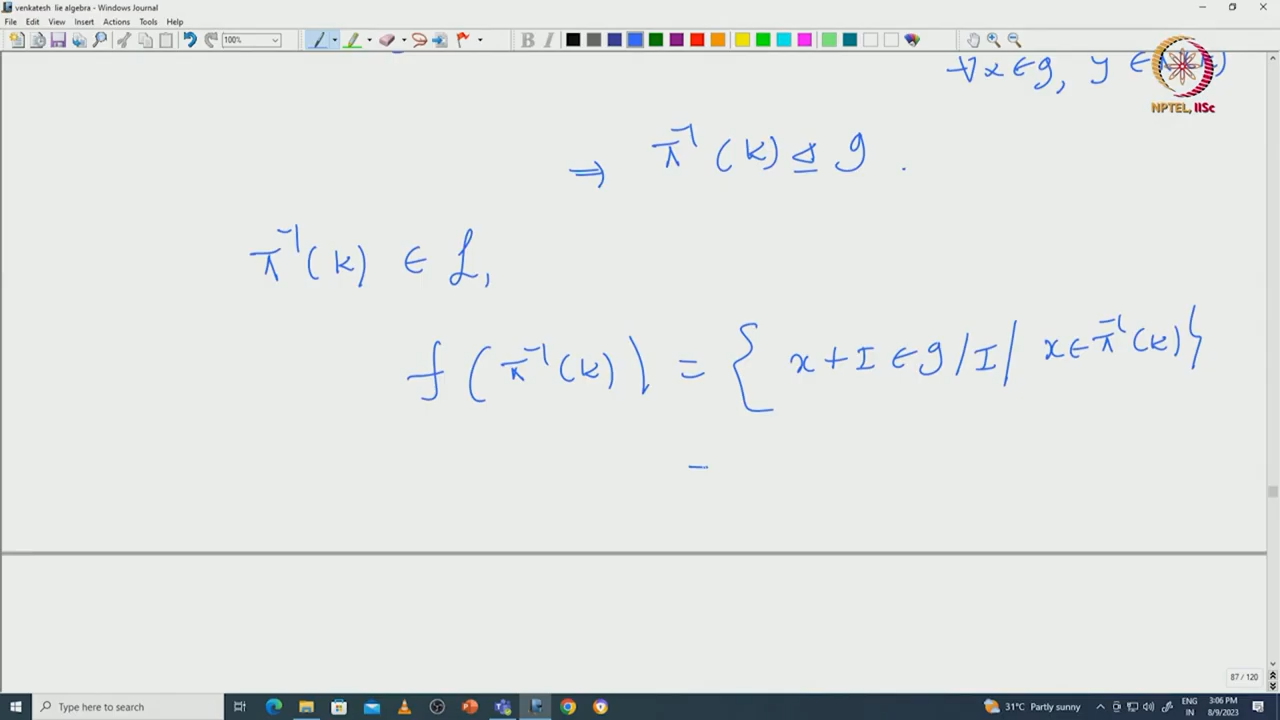 venkatesh lie algebra - Windows Journal
File Edit View Insert Actions Tools Help
100% B I
∀x∈g, y ∈
NPTEL, IISc
⇒ π⁻¹(k) ⊴ g .
π⁻¹(k) ∈ ℒ,
f(π⁻¹(k)) = { x+I ∈ g/I | x∈π⁻¹(k)}
87 / 120
Type here to search
31°C Partly sunny
ENG
IN
3:06 PM
8/9/2023